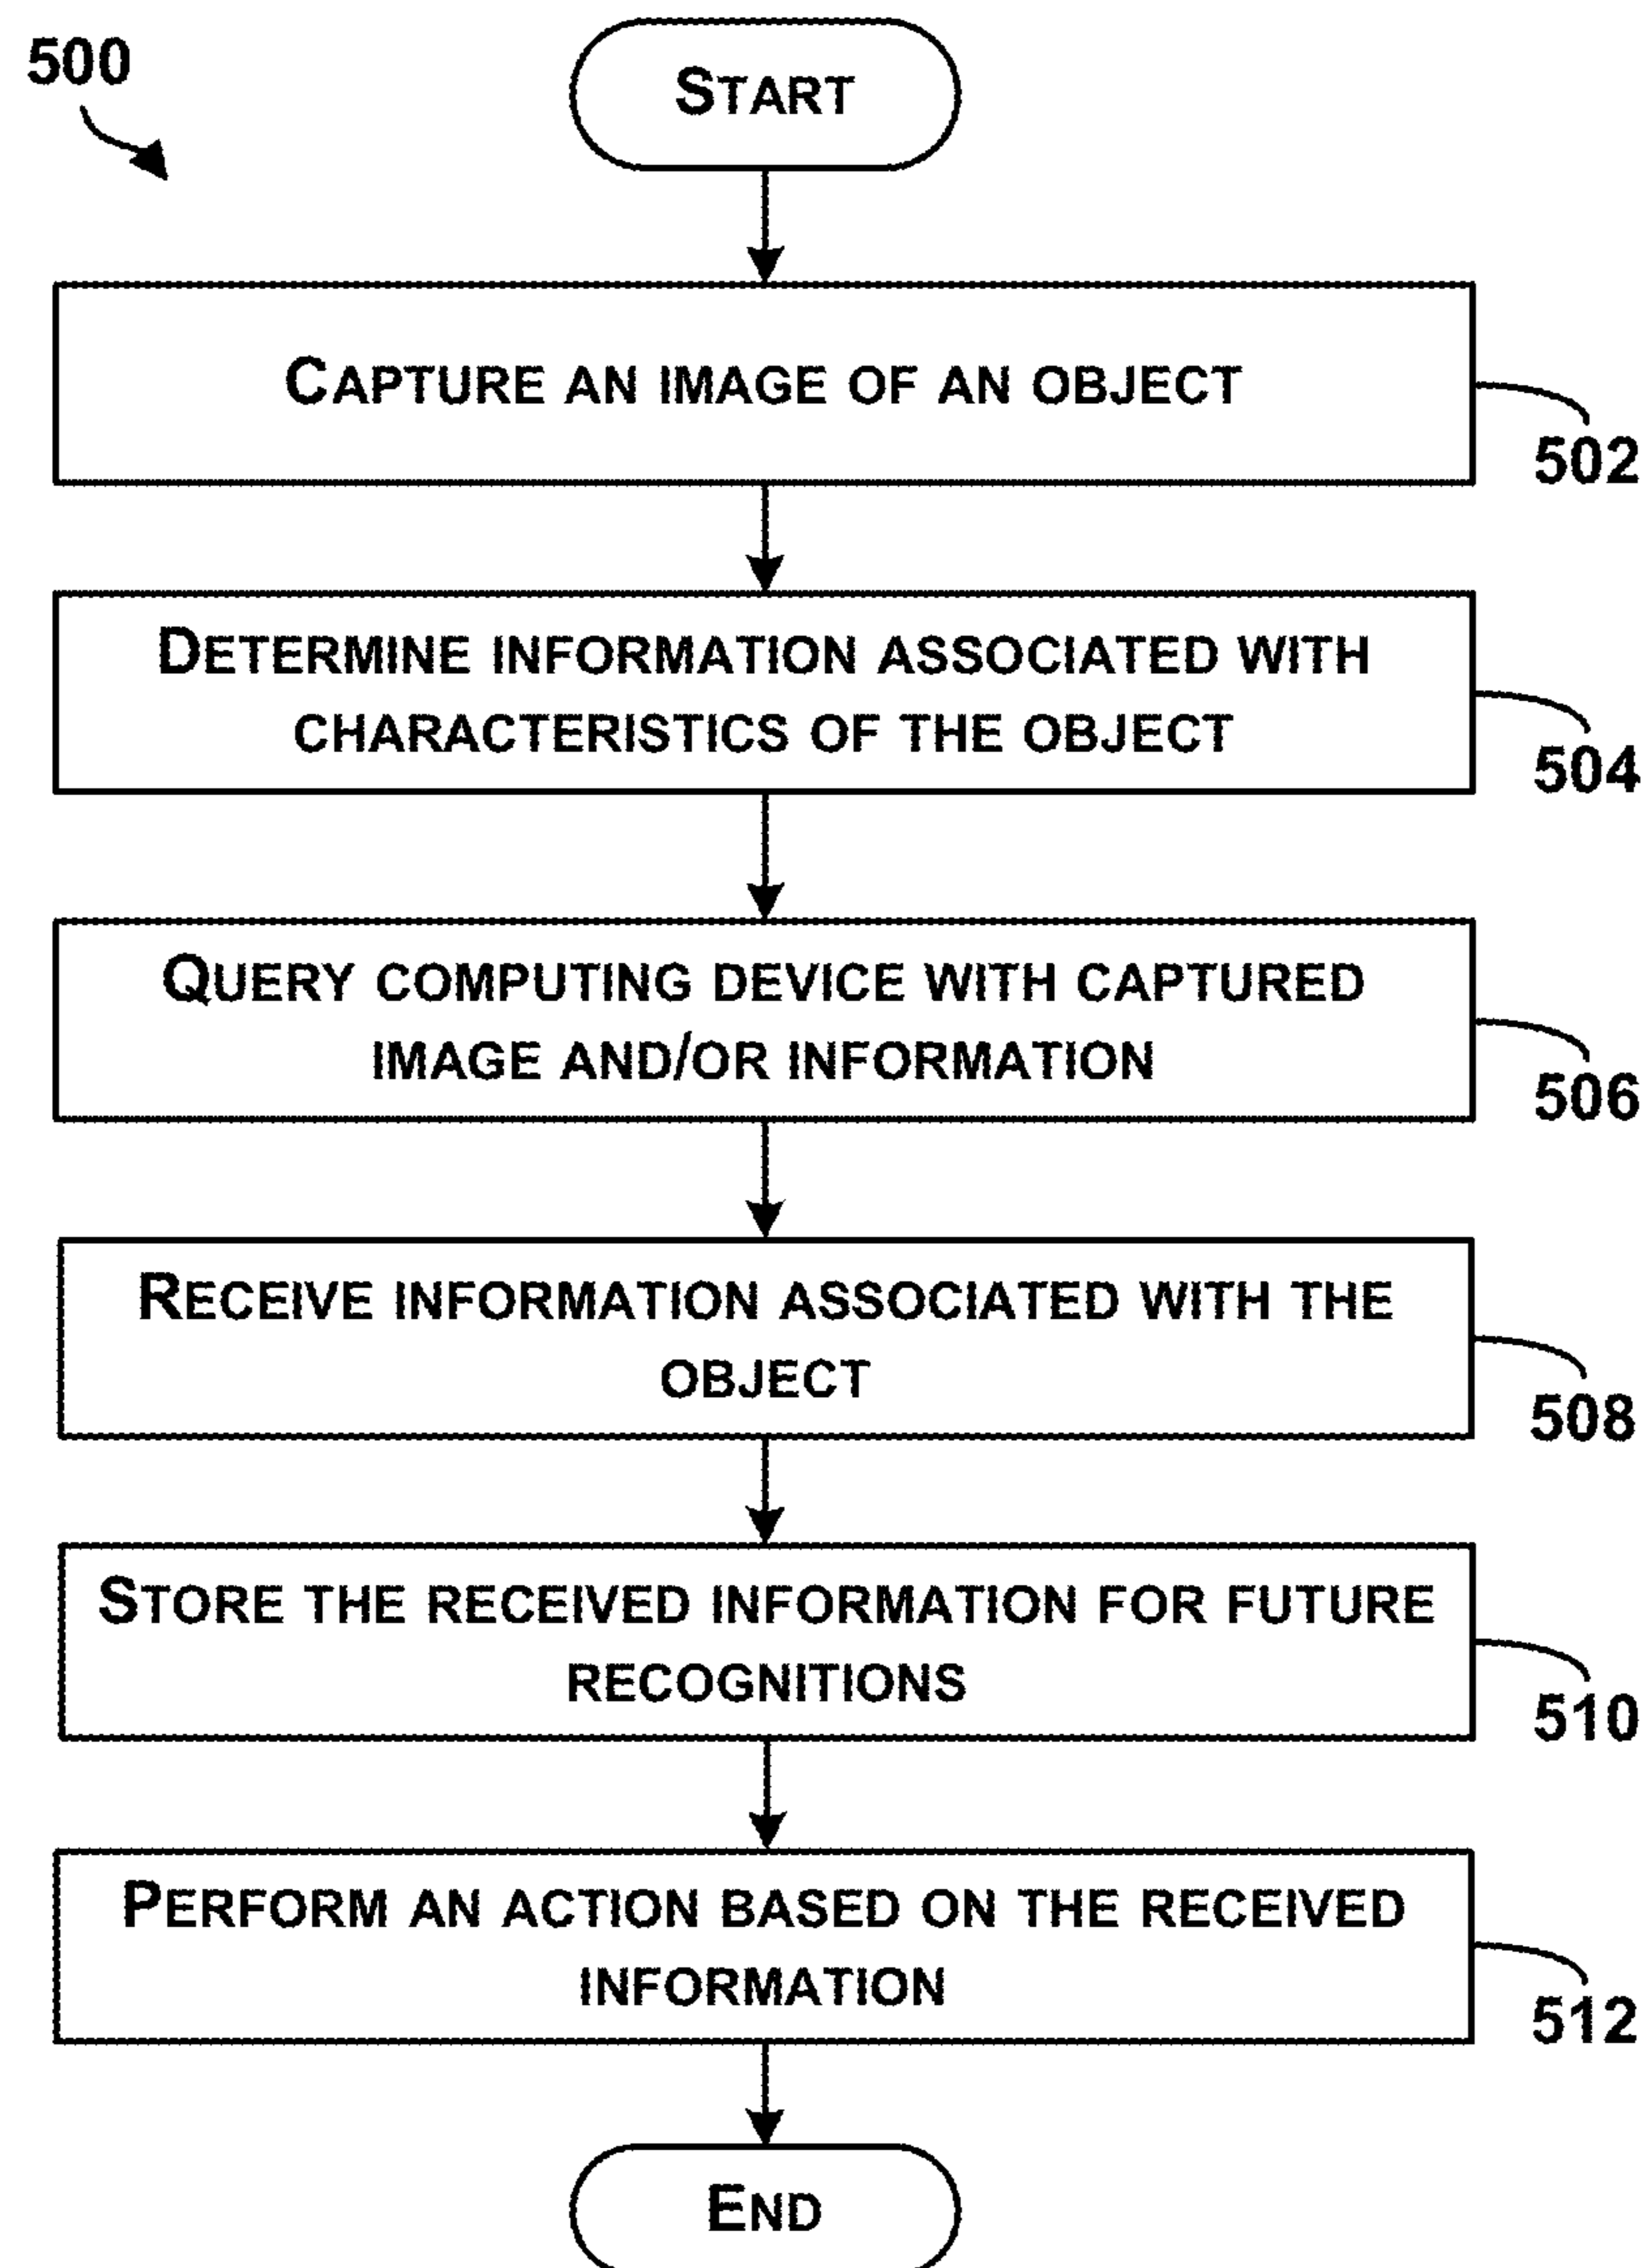 500
START
CAPTURE AN IMAGE OF AN OBJECT
502
DETERMINE INFORMATION ASSOCIATED WITH
CHARACTERISTICS OF THE OBJECT
504
QUERY COMPUTING DEVICE WITH CAPTURED
IMAGE AND/OR INFORMATION
506
RECEIVE INFORMATION ASSOCIATED WITH THE
OBJECT
508
STORE THE RECEIVED INFORMATION FOR FUTURE
RECOGNITIONS
510
PERFORM AN ACTION BASED ON THE RECEIVED
INFORMATION
512
END